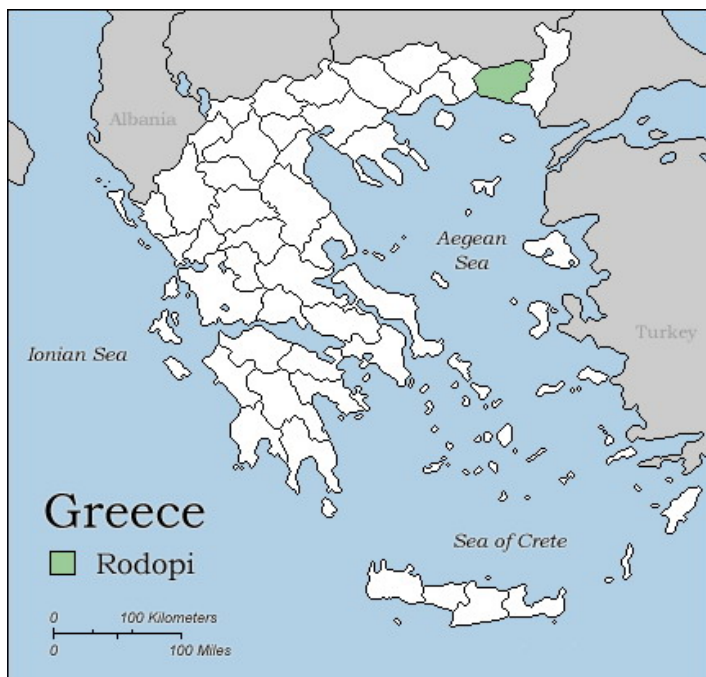 Albania
Aegean
Sea
Turkey
Ionian Sea
Greece
Rodopi
Sea of Crete
0 100 Kilometers
0 100 Miles